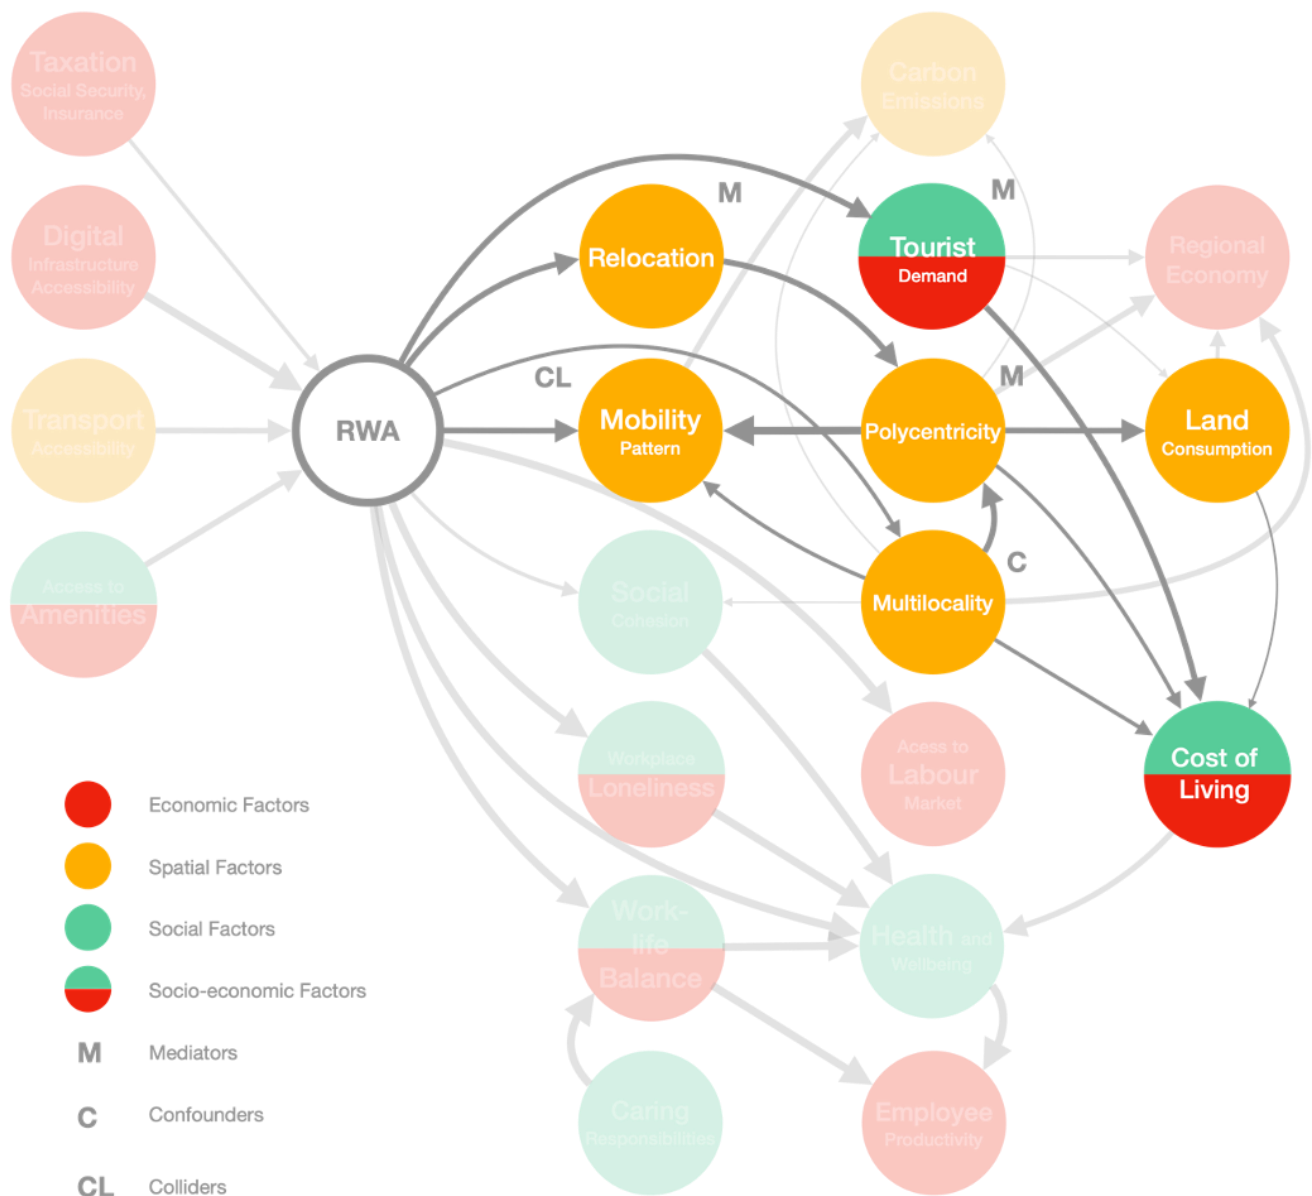 Taxation
Social Security,
Insurance
Carbon
Emissions
M
M
Digital
Infrastructure
Accessibility
Relocation
Tourist
Demand
Regional
Economy
CL
M
Transport
Accessibility
RWA
Mobility
Pattern
Polycentricity
Land
Consumption
Access to
Amenities
Social
Cohesion
C
Multilocality
Workplace
Loneliness
Acess to
Labour
Market
Cost of
Living
Work-
life
Balance
Health and
Wellbeing
Caring
Responsibilities
Employee
Productivity
Economic Factors
Spatial Factors
Social Factors
Socio-economic Factors
M Mediators
C Confounders
CL Colliders